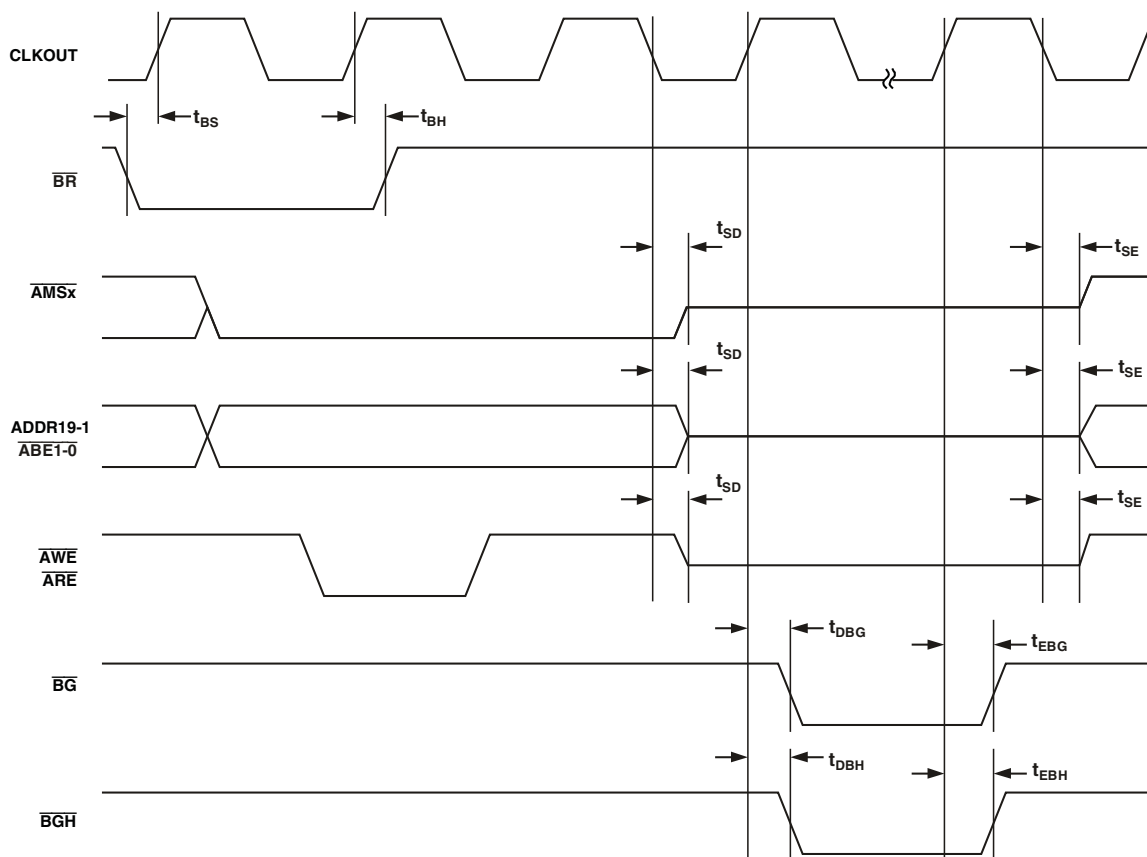 CLKOUT
tBS
tBH
BR
tSD
tSE
AMSx
tSD
tSE
ADDR19-1
ABE1-0
tSD
tSE
AWE
ARE
tDBG
tEBG
BG
tDBH
tEBH
BGH